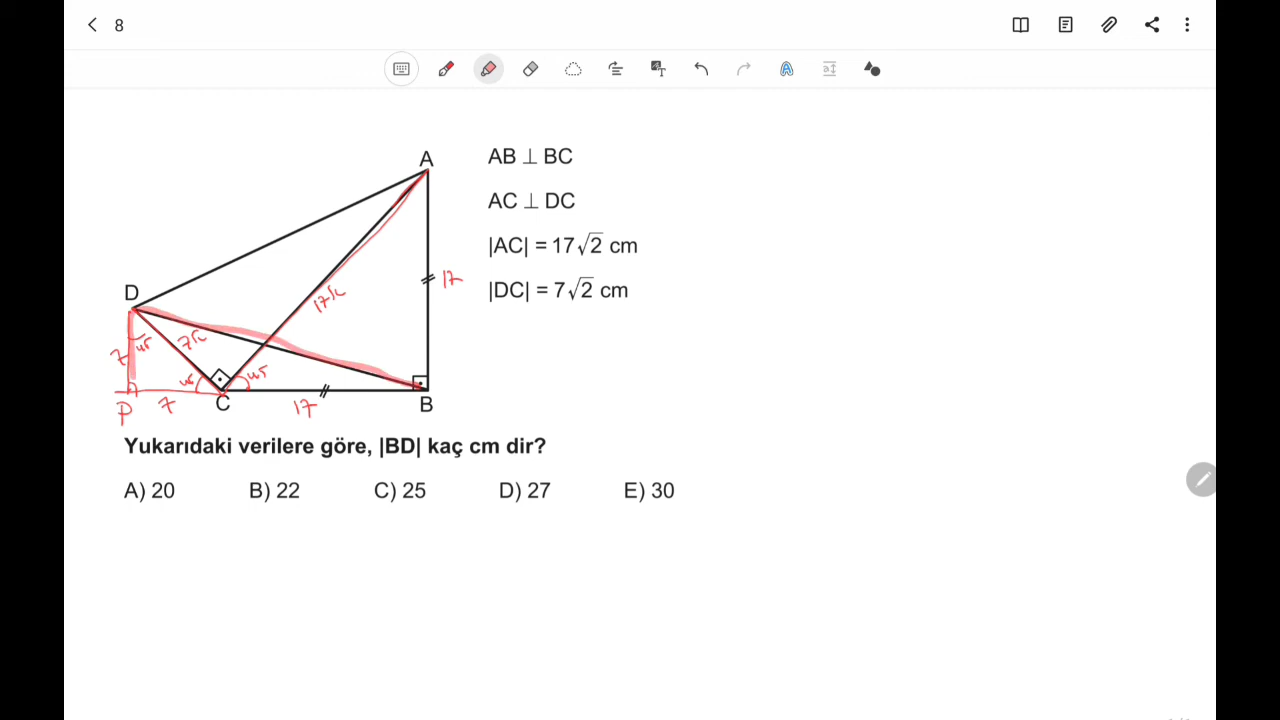 8
A
AB ⊥ BC
AC ⊥ DC
|AC| = 17√2 cm
17
17√2
D
|DC| = 7√2 cm
7
45
7√2
45
45
P
7
C
17
B
Yukarıdaki verilere göre, |BD| kaç cm dir?
A) 20 B) 22 C) 25 D) 27 E) 30